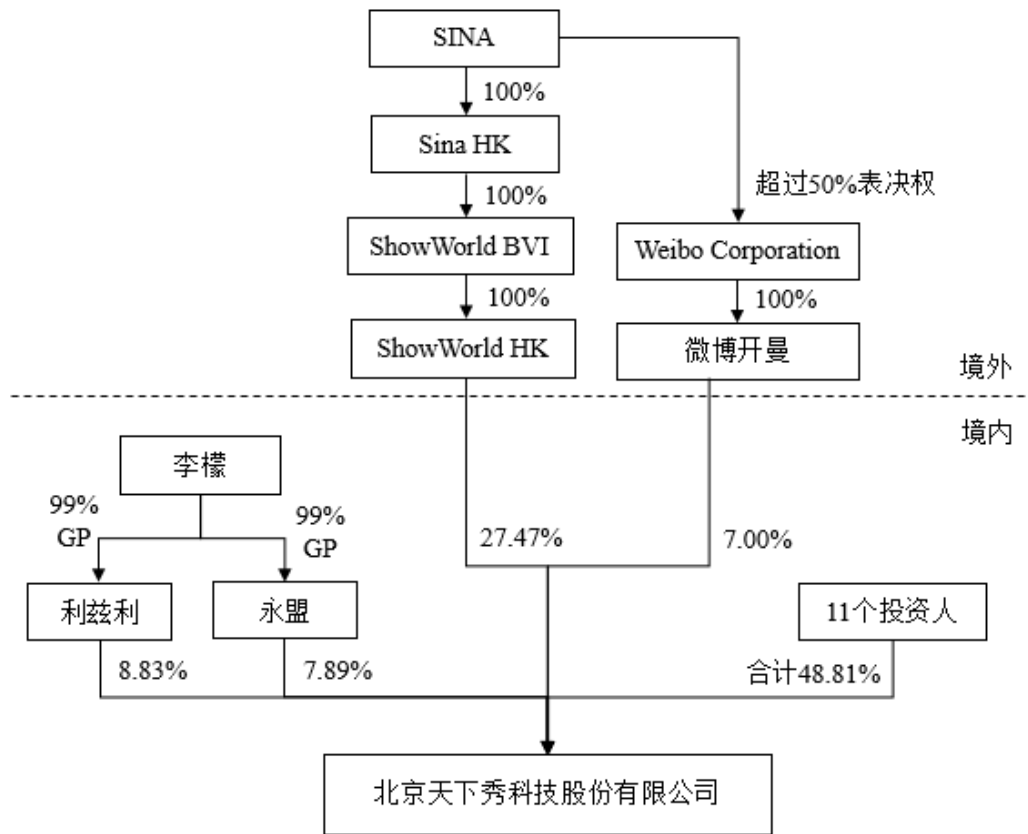 SINA
100%
Sina HK
超过50%表决权
100%
ShowWorld BVI
Weibo Corporation
100%
100%
ShowWorld HK
微博开曼
境外
境内
李檬
99%
GP
99%
GP
27.47%
7.00%
利兹利
永盟
11个投资人
8.83%
7.89%
合计48.81%
北京天下秀科技股份有限公司